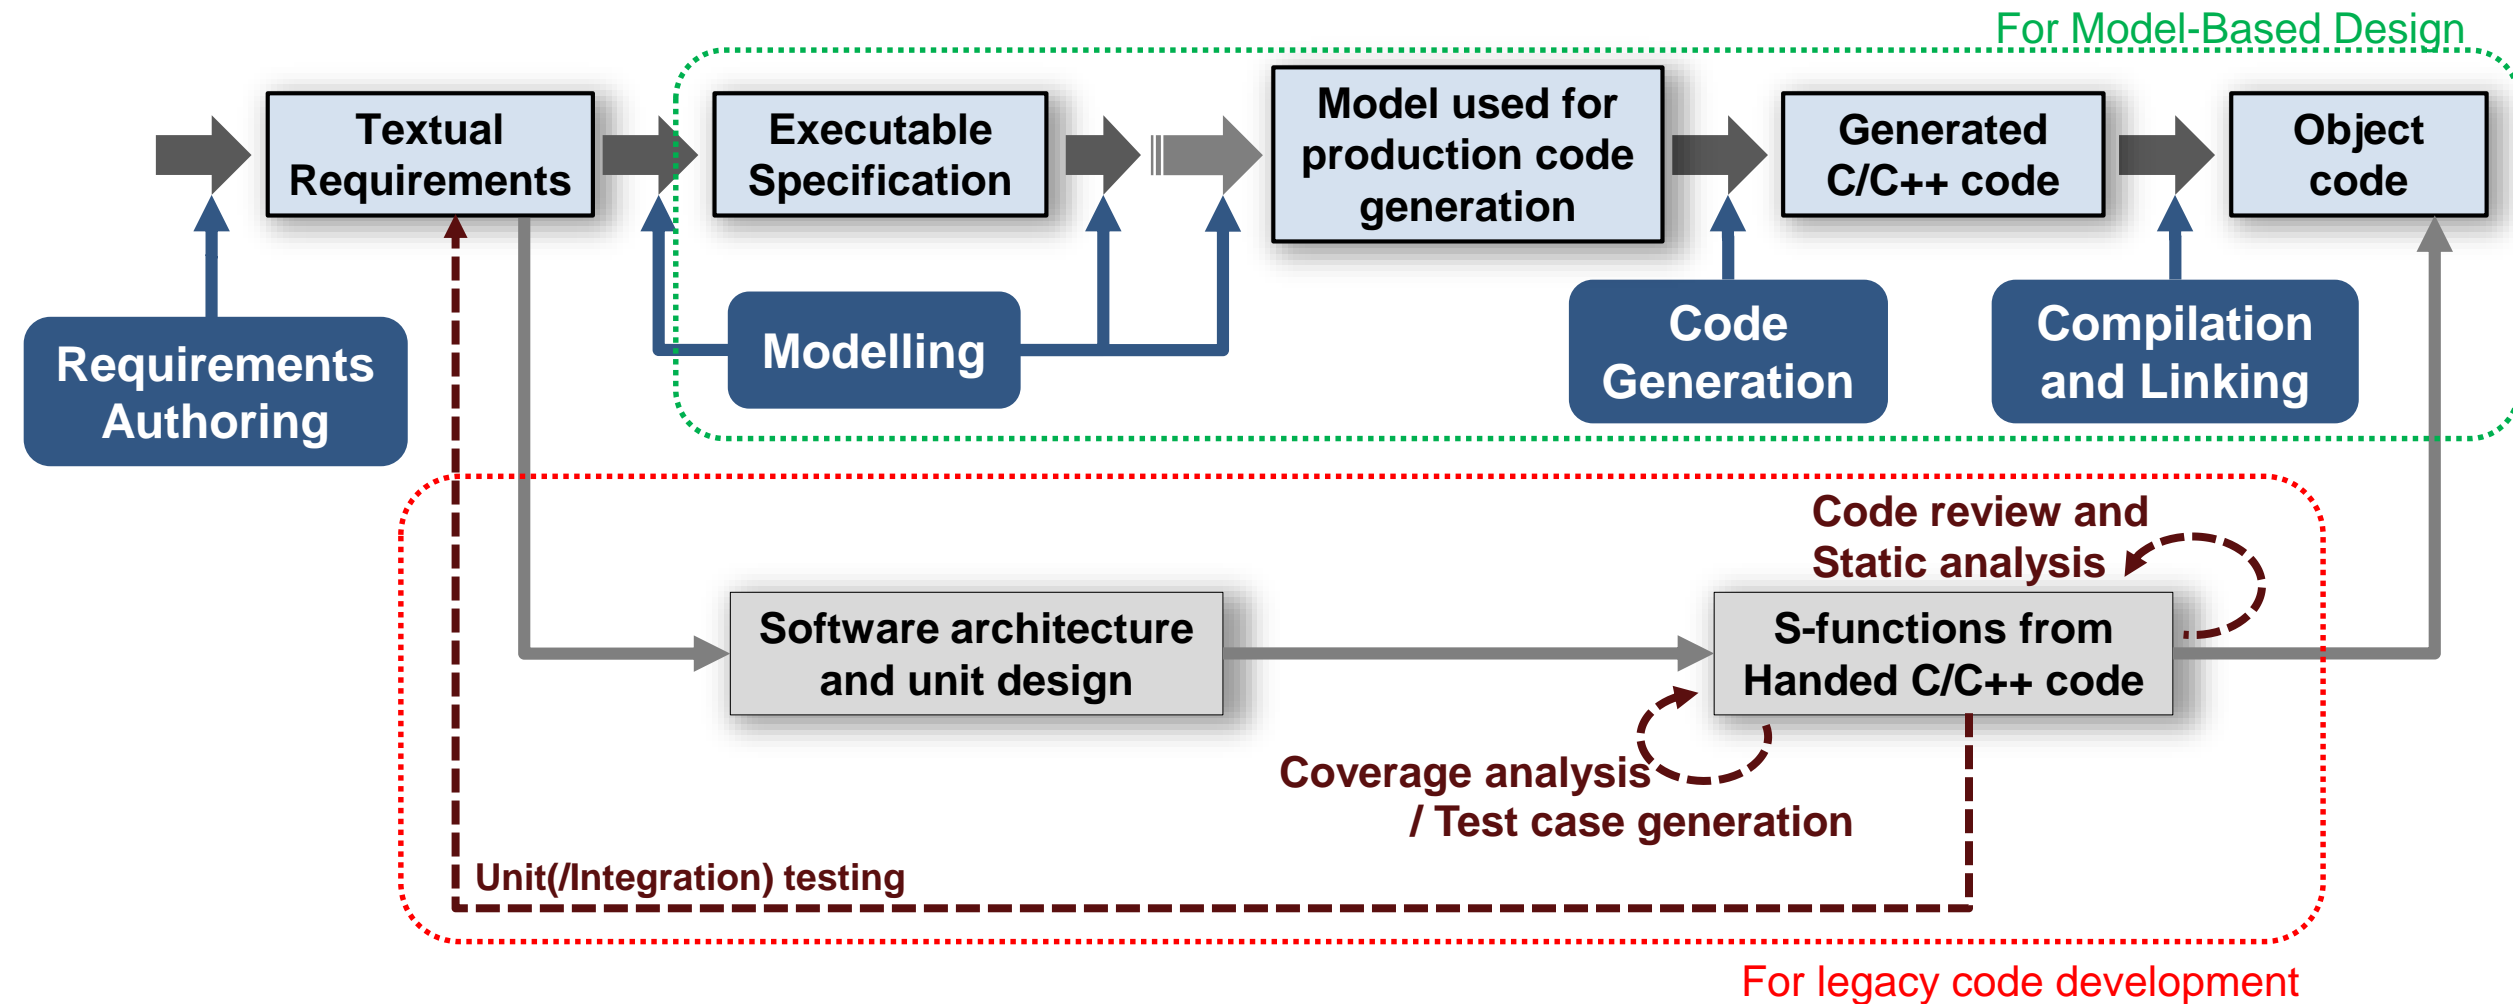 For Model-Based Design
Textual
Requirements
Executable
Specification
Model used for
production code
generation
Generated
C/C++ code
Object
code
Requirements
Authoring
Modelling
Code
Generation
Compilation
and Linking
Code review and
Static analysis
Software architecture
and unit design
S-functions from
Handed C/C++ code
Coverage analysis
/ Test case generation
Unit(/Integration) testing
For legacy code development